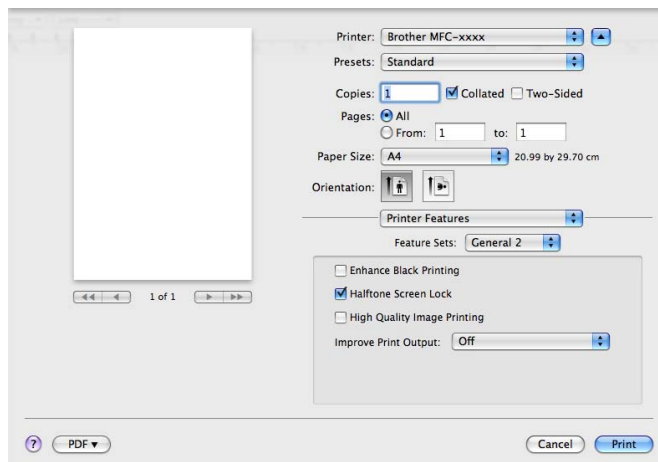 Printer: Brother MFC-xxxx
Presets: Standard
Copies: 1 Collated Two-Sided
Pages: All
From: 1 to: 1
Paper Size: A4 20.99 by 29.70 cm
Orientation:
Printer Features
Feature Sets: General 2
Enhance Black Printing
Halftone Screen Lock
High Quality Image Printing
Improve Print Output: Off
1 of 1
? PDF▼ Cancel Print